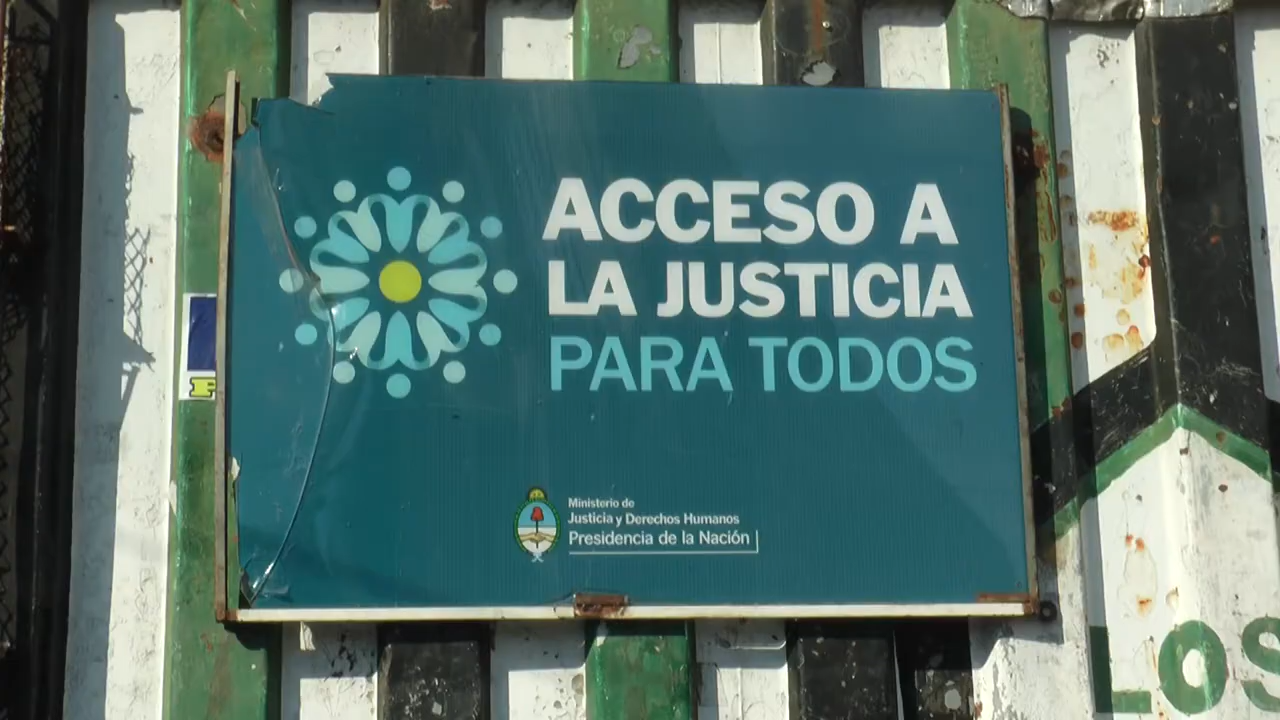 ACCESO A
LA JUSTICIA
PARA TODOS
Ministerio de
Justicia y Derechos Humanos
Presidencia de la Nación
LOS